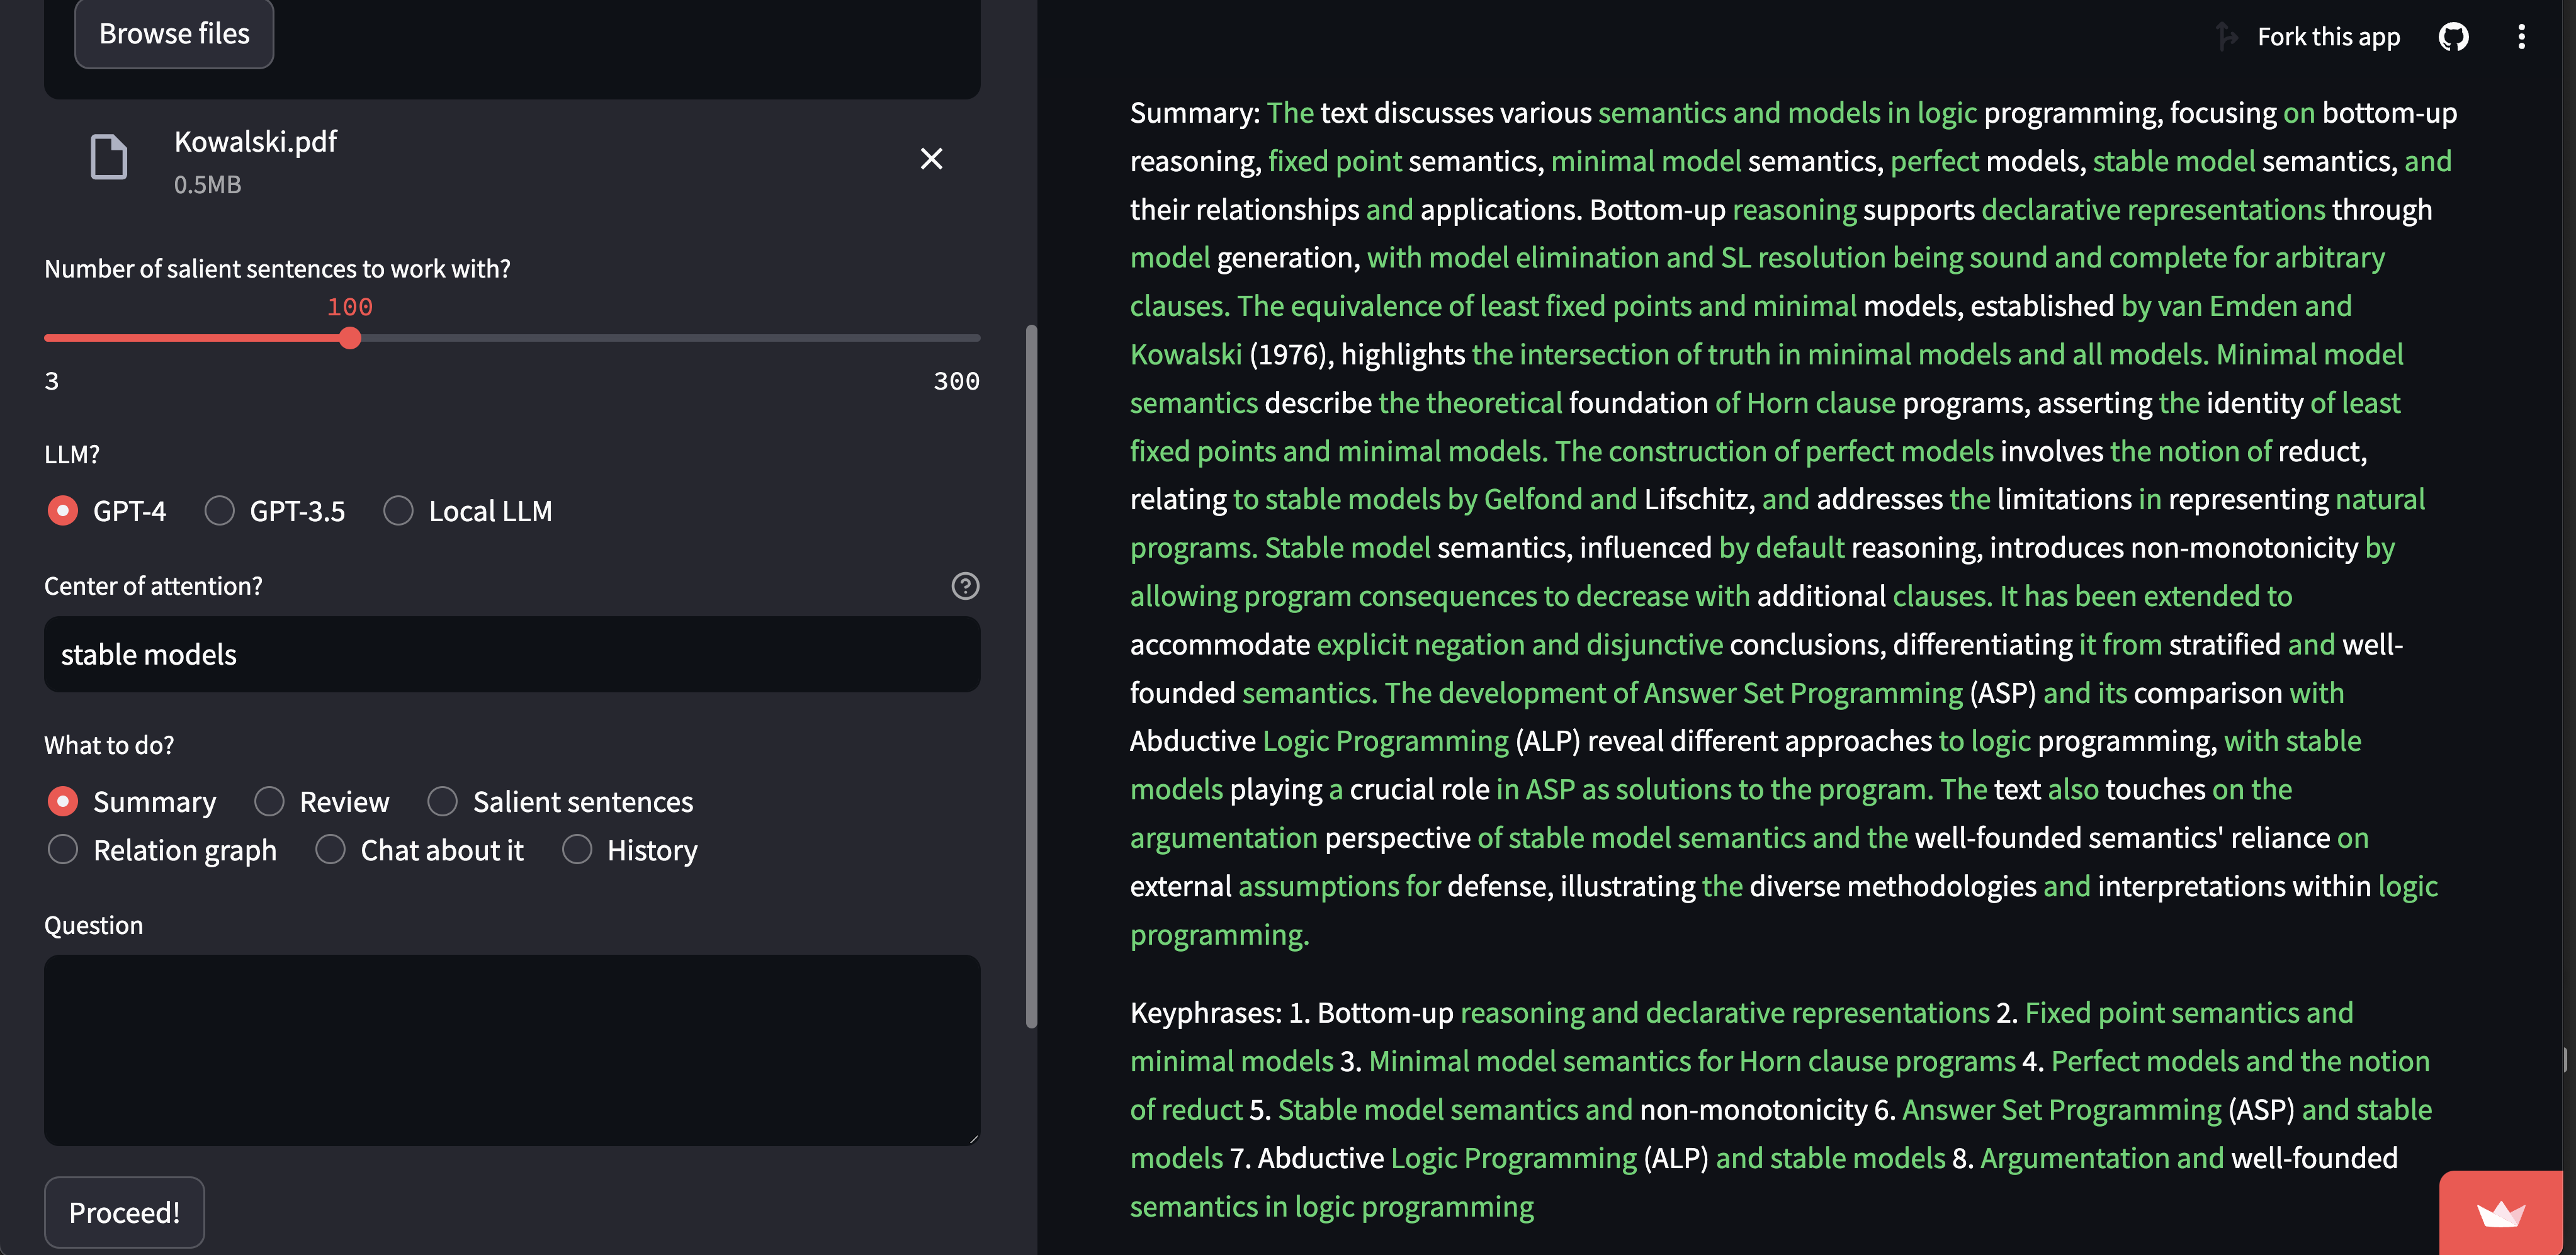 Browse files
Kowalski.pdf
0.5MB
Number of salient sentences to work with?
100
3
300
LLM?
GPT-4
GPT-3.5
Local LLM
Center of attention?
stable models
What to do?
Summary
Review
Salient sentences
Relation graph
Chat about it
History
Question
Proceed!
Fork this app
Summary: The text discusses various semantics and models in logic programming, focusing on bottom-up
reasoning, fixed point semantics, minimal model semantics, perfect models, stable model semantics, and
their relationships and applications. Bottom-up reasoning supports declarative representations through
model generation, with model elimination and SL resolution being sound and complete for arbitrary
clauses. The equivalence of least fixed points and minimal models, established by van Emden and
Kowalski (1976), highlights the intersection of truth in minimal models and all models. Minimal model
semantics describe the theoretical foundation of Horn clause programs, asserting the identity of least
fixed points and minimal models. The construction of perfect models involves the notion of reduct,
relating to stable models by Gelfond and Lifschitz, and addresses the limitations in representing natural
programs. Stable model semantics, influenced by default reasoning, introduces non-monotonicity by
allowing program consequences to decrease with additional clauses. It has been extended to
accommodate explicit negation and disjunctive conclusions, differentiating it from stratified and well-
founded semantics. The development of Answer Set Programming (ASP) and its comparison with
Abductive Logic Programming (ALP) reveal different approaches to logic programming, with stable
models playing a crucial role in ASP as solutions to the program. The text also touches on the
argumentation perspective of stable model semantics and the well-founded semantics' reliance on
external assumptions for defense, illustrating the diverse methodologies and interpretations within logic
programming.
Keyphrases: 1. Bottom-up reasoning and declarative representations 2. Fixed point semantics and
minimal models 3. Minimal model semantics for Horn clause programs 4. Perfect models and the notion
of reduct 5. Stable model semantics and non-monotonicity 6. Answer Set Programming (ASP) and stable
models 7. Abductive Logic Programming (ALP) and stable models 8. Argumentation and well-founded
semantics in logic programming